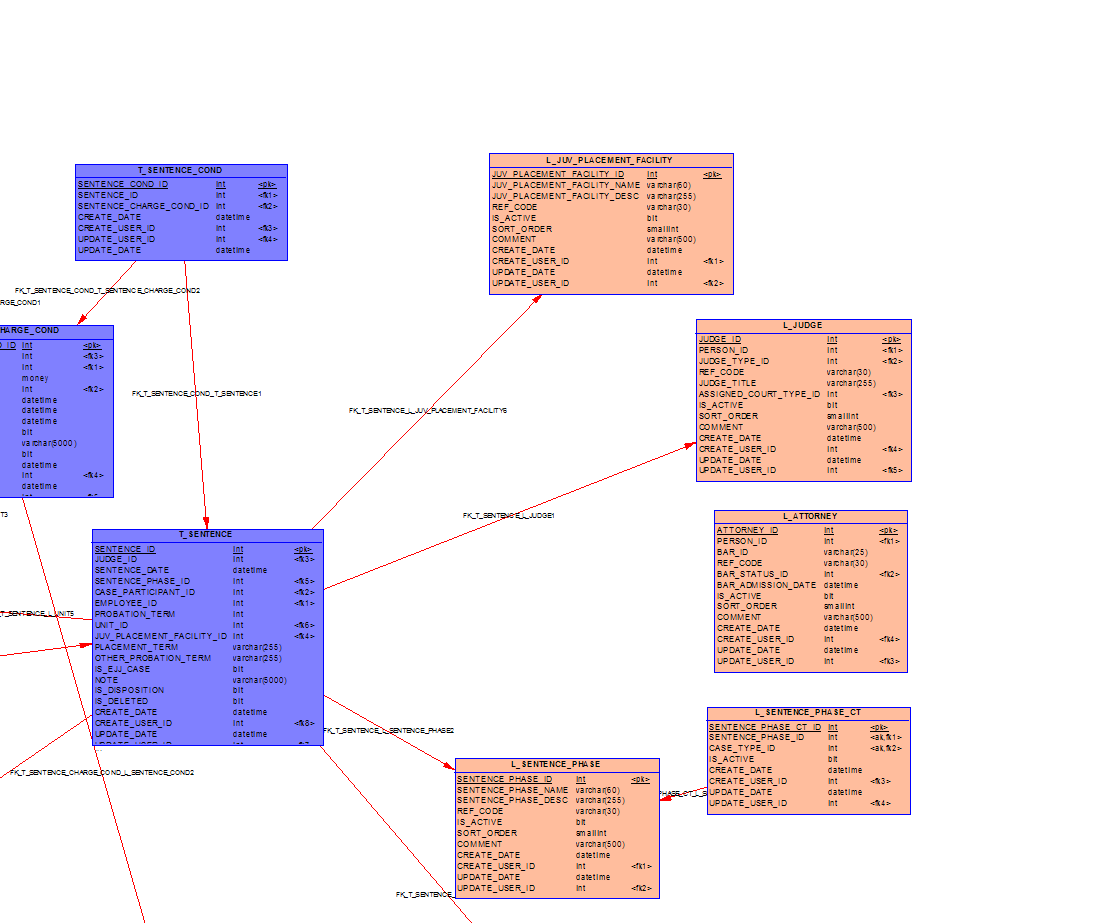 T_SENTENCE_COND
SENTENCE_COND_ID int <pk>
SENTENCE_ID int <fk1>
SENTENCE_CHARGE_COND_ID int <fk2>
CREATE_DATE datetime
CREATE_USER_ID int <fk3>
UPDATE_USER_ID int <fk4>
UPDATE_DATE datetime
L_JUV_PLACEMENT_FACILITY
JUV_PLACEMENT_FACILITY_ID int <pk>
JUV_PLACEMENT_FACILITY_NAME varchar(60)
JUV_PLACEMENT_FACILITY_DESC varchar(255)
REF_CODE varchar(30)
IS_ACTIVE bit
SORT_ORDER smallint
COMMENT varchar(500)
CREATE_DATE datetime
CREATE_USER_ID int <fk1>
UPDATE_DATE datetime
UPDATE_USER_ID int <fk2>
FK_T_SENTENCE_COND_T_SENTENCE_CHARGE_COND2
RGE_COND1
HARGE_COND
D_ID int <pk>
int <fk3>
int <fk1>
money
int <fk2>
datetime
datetime
datetime
bit
varchar(5000)
bit
datetime
int <fk4>
datetime
int <fk5>
FK_T_SENTENCE_COND_T_SENTENCE1
FK_T_SENTENCE_L_JUV_PLACEMENT_FACILITY6
L_JUDGE
JUDGE_ID int <pk>
PERSON_ID int <fk1>
JUDGE_TYPE_ID int <fk2>
REF_CODE varchar(30)
JUDGE_TITLE varchar(255)
ASSIGNED_COURT_TYPE_ID int <fk3>
IS_ACTIVE bit
SORT_ORDER smallint
COMMENT varchar(500)
CREATE_DATE datetime
CREATE_USER_ID int <fk4>
UPDATE_DATE datetime
UPDATE_USER_ID int <fk5>
T3
FK_T_SENTENCE_L_JUDGE1
L_ATTORNEY
ATTORNEY_ID int <pk>
PERSON_ID int <fk1>
BAR_ID varchar(25)
REF_CODE varchar(30)
BAR_STATUS_ID int <fk2>
BAR_ADMISSION_DATE datetime
IS_ACTIVE bit
SORT_ORDER smallint
COMMENT varchar(500)
CREATE_DATE datetime
CREATE_USER_ID int <fk4>
UPDATE_DATE datetime
UPDATE_USER_ID int <fk3>
T_SENTENCE
SENTENCE_ID int <pk>
JUDGE_ID int <fk3>
SENTENCE_DATE datetime
SENTENCE_PHASE_ID int <fk5>
CASE_PARTICIPANT_ID int <fk2>
EMPLOYEE_ID int <fk1>
PROBATION_TERM int
UNIT_ID int <fk6>
JUV_PLACEMENT_FACILITY_ID int <fk4>
PLACEMENT_TERM varchar(255)
OTHER_PROBATION_TERM varchar(255)
IS_EJJ_CASE bit
NOTE varchar(5000)
IS_DISPOSITION bit
IS_DELETED bit
CREATE_DATE datetime
CREATE_USER_ID int <fk8>
UPDATE_DATE datetime
UPDATE_USER_ID int <fk7>
...
T_SENTENCE_L_UNIT5
FK_T_SENTENCE_L_SENTENCE_PHASE2
FK_T_SENTENCE_CHARGE_COND_L_SENTENCE_COND2
L_SENTENCE_PHASE_CT
SENTENCE_PHASE_CT_ID int <pk>
SENTENCE_PHASE_ID int <ak,fk1>
CASE_TYPE_ID int <ak,fk2>
IS_ACTIVE bit
CREATE_DATE datetime
CREATE_USER_ID int <fk3>
UPDATE_DATE datetime
UPDATE_USER_ID int <fk4>
PHASE_CT_L_S
L_SENTENCE_PHASE
SENTENCE_PHASE_ID int <pk>
SENTENCE_PHASE_NAME varchar(60)
SENTENCE_PHASE_DESC varchar(255)
REF_CODE varchar(30)
IS_ACTIVE bit
SORT_ORDER smallint
COMMENT varchar(500)
CREATE_DATE datetime
CREATE_USER_ID int <fk1>
UPDATE_DATE datetime
UPDATE_USER_ID int <fk2>
FK_T_SENTENCE_